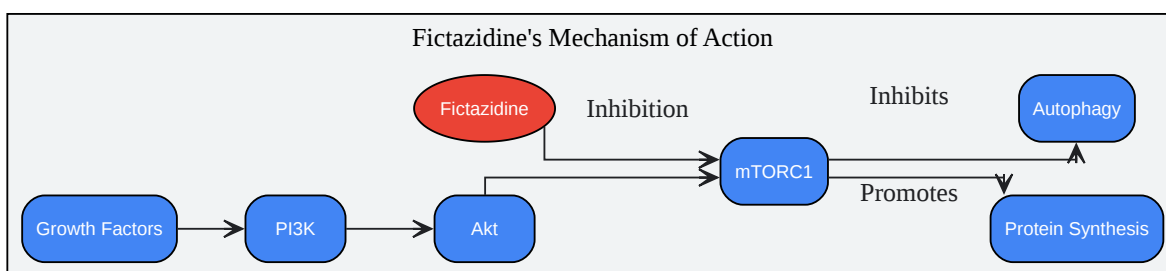 Fictazidine's Mechanism of Action
Fictazidine
Inhibition
Inhibits
Autophagy
mTORC1
Promotes
Growth Factors
PI3K
Akt
Protein Synthesis